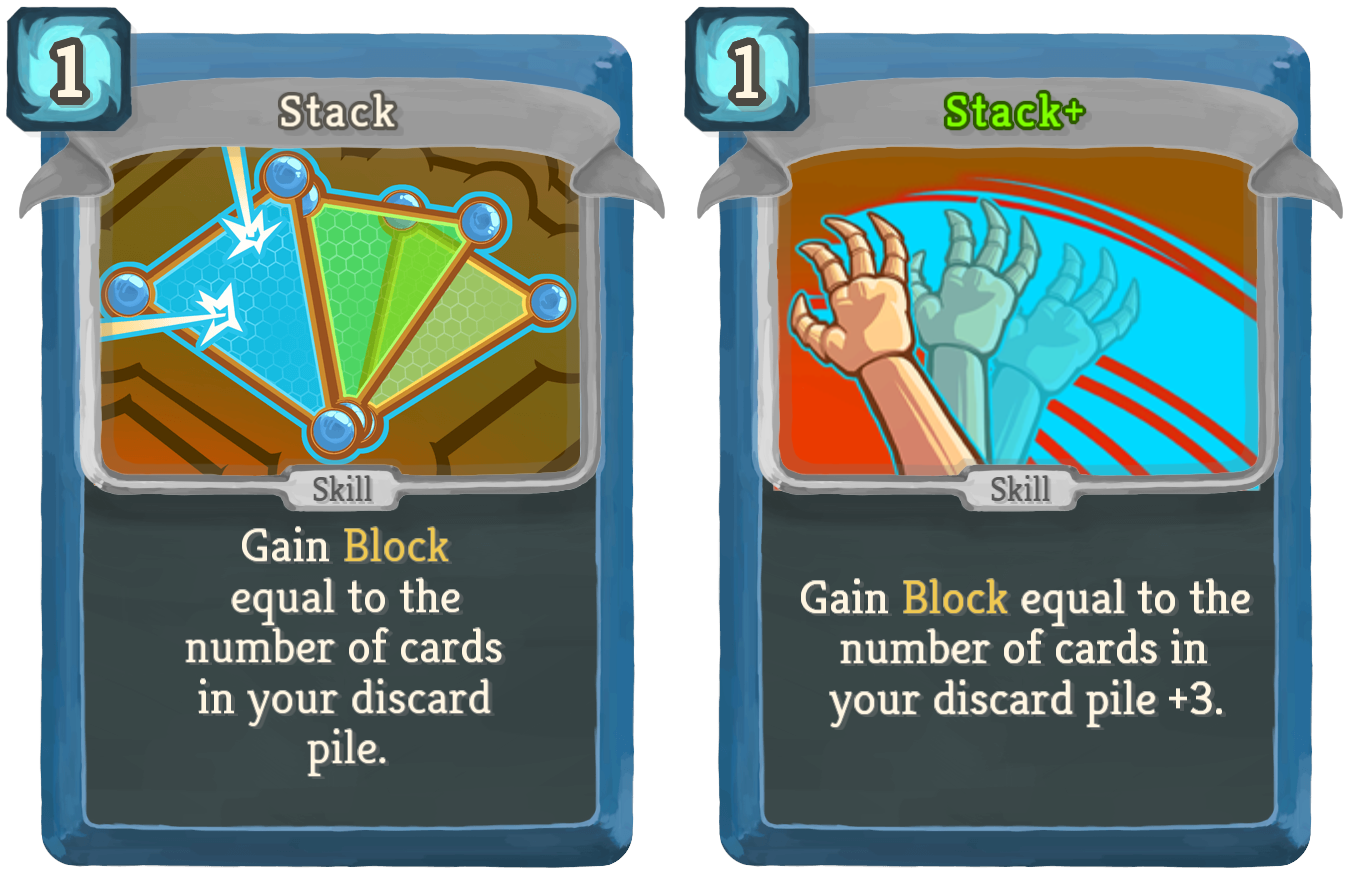 1
Stack
Skill
Gain Block
equal to the
number of cards
in your discard
pile.
1
Stack+
Skill
Gain Block equal to the
number of cards in
your discard pile +3.